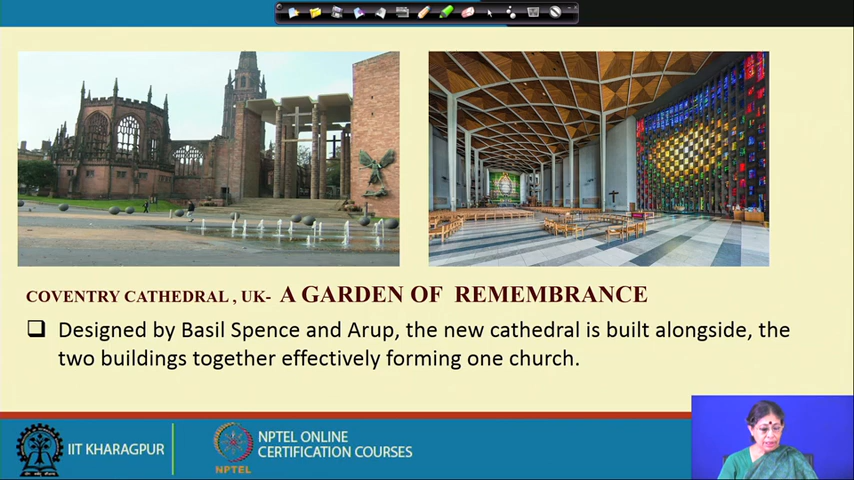 COVENTRY CATHEDRAL , UK- A GARDEN OF REMEMBRANCE
Designed by Basil Spence and Arup, the new cathedral is built alongside, the
two buildings together effectively forming one church.
IIT KHARAGPUR
NPTEL
NPTEL ONLINE
CERTIFICATION COURSES